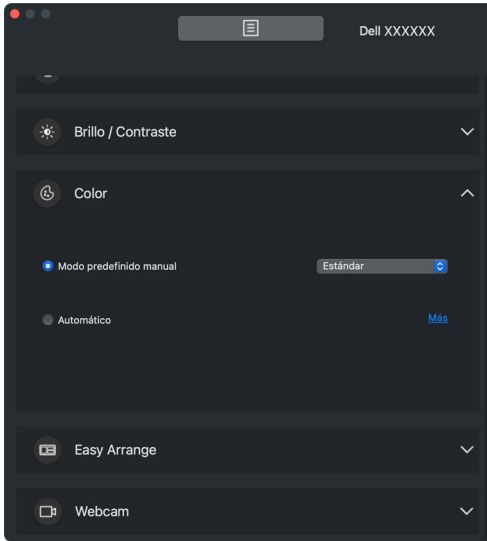 Dell XXXXXX
Brillo / Contraste
Color
Modo predefinido manual
Estándar
Automático
Más
Easy Arrange
Webcam